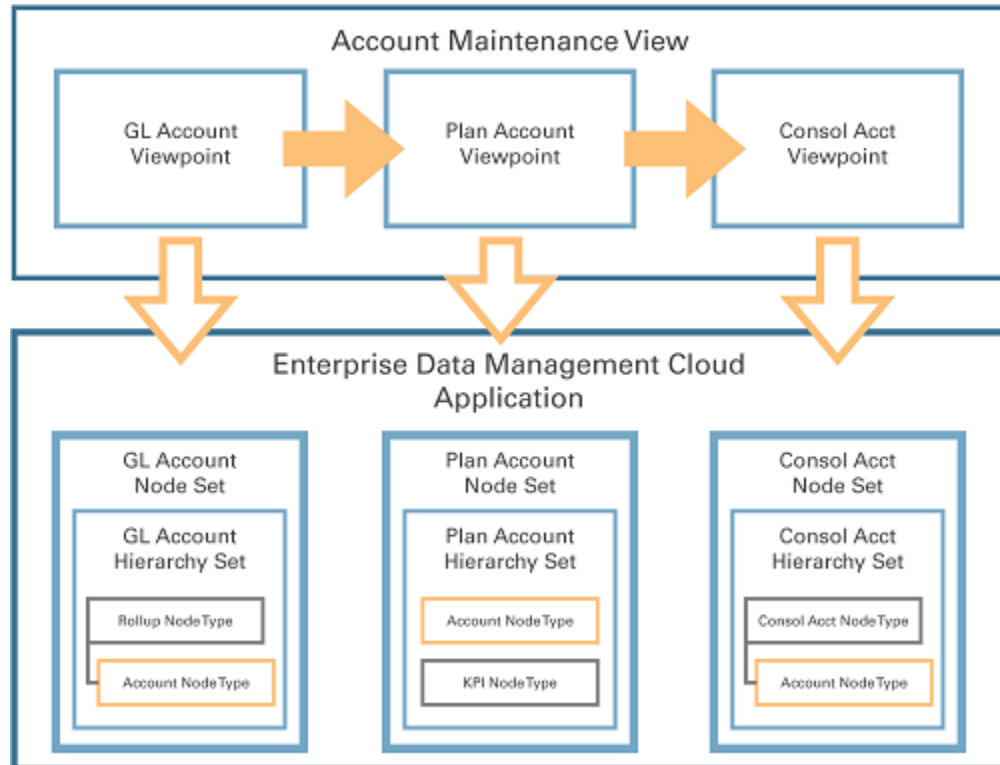 Account Maintenance View
GL Account
Viewpoint
Plan Account
Viewpoint
Consol Acct
Viewpoint
Enterprise Data Management Cloud
Application
GL Account
Node Set
GL Account
Hierarchy Set
Rollup NodeType
Account NodeType
Plan Account
Node Set
Plan Account
Hierarchy Set
Account NodeType
KPI NodeType
Consol Acct
Node Set
Consol Acct
Hierarchy Set
Consol Acct NodeType
Account NodeType